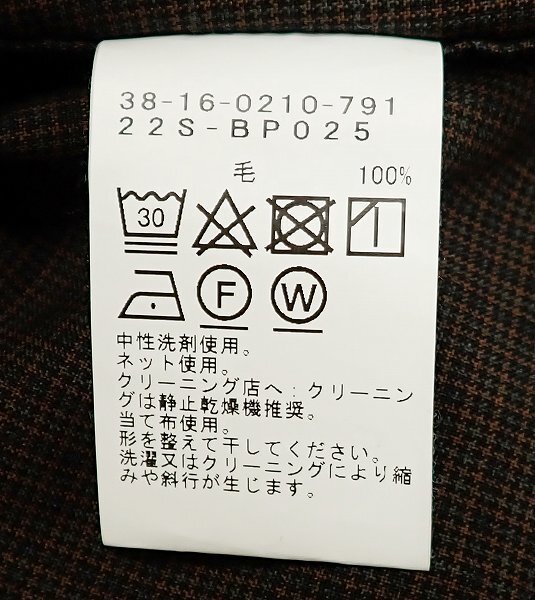 38-16-0210-791
22S-BP025
毛 100%
30
F W
中性洗剤使用。
ネット使用。
クリーニング店へ:クリーニン
グは静止乾燥機推奨。
当て布使用。
形を整えて干してください。
洗濯又はクリーニングにより縮
みや斜行が生じます。